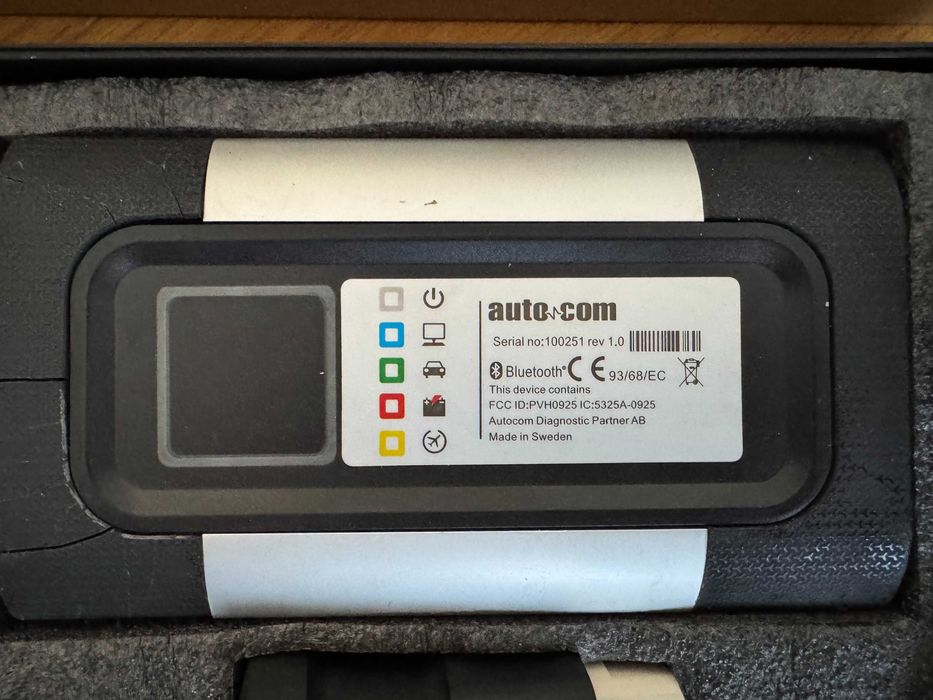 autocom
Serial no:100251 rev 1.0
Bluetooth® CE 93/68/EC
This device contains
FCC ID:PVH0925 IC:5325A-0925
Autocom Diagnostic Partner AB
Made in Sweden